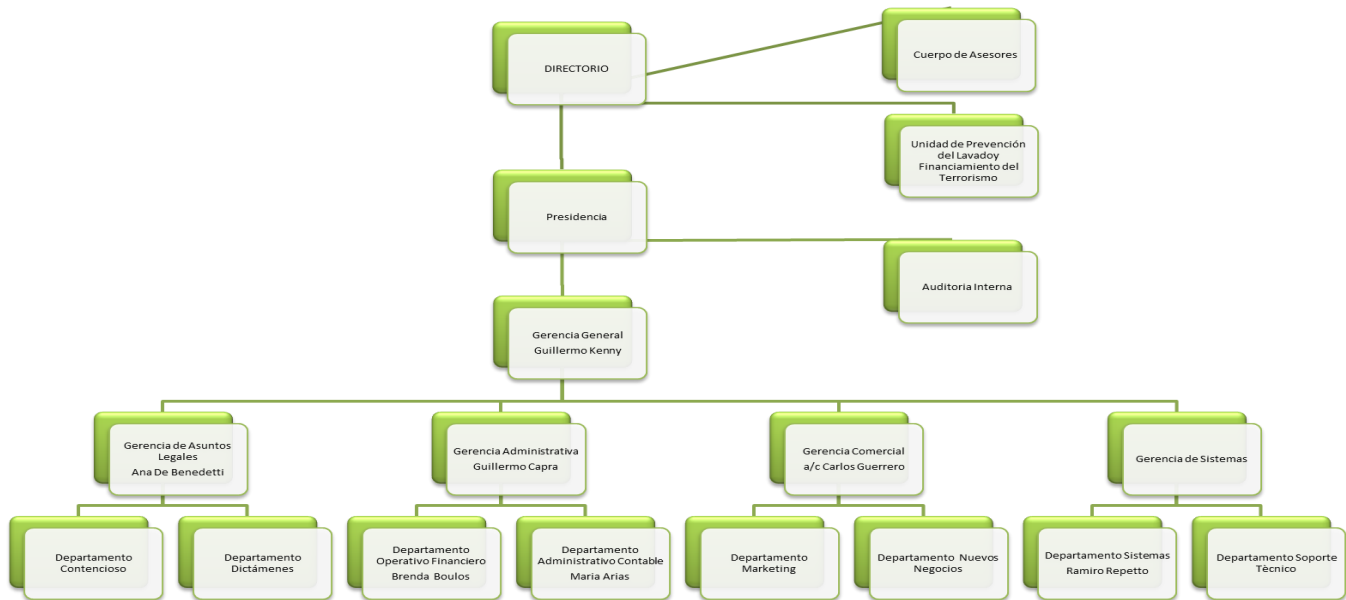 DIRECTORIO
Cuerpo de Asesores
Unidad de Prevención
del Lavadoy
Financiamiento del
Terrorismo
Presidencia
Auditoria Interna
Gerencia General
Guillermo Kenny
Gerencia de Asuntos
Legales
Ana De Benedetti
Gerencia Administrativa
Guillermo Capra
Gerencia Comercial
a/c Carlos Guerrero
Gerencia de Sistemas
Departamento
Contencioso
Departamento
Dictámenes
Departamento
Operativo Financiero
Brenda Boulos
Departamento
Administrativo Contable
Maria Arias
Departamento
Marketing
Departamento Nuevos
Negocios
Departamento Sistemas
Ramiro Repetto
Departamento Soporte
Tècnico